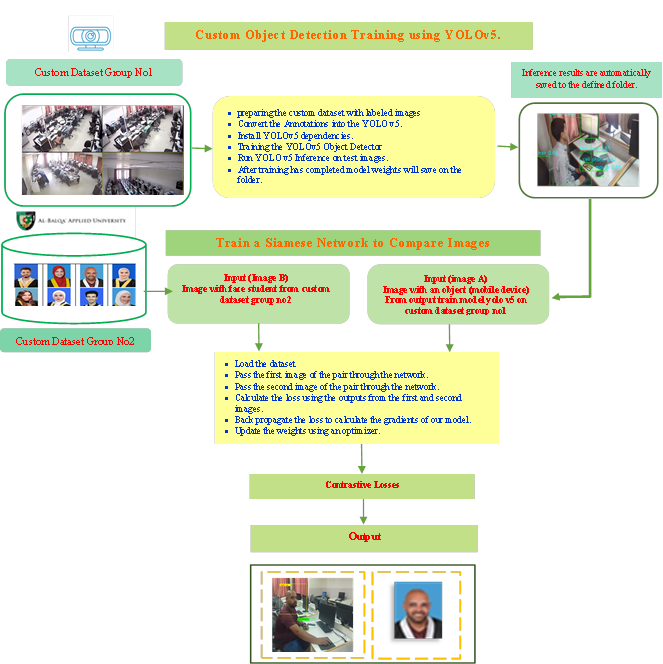 Custom Object Detection Training using YOLOv5.
Custom Dataset Group No1
Inference results are automatically
saved to the defined folder.
preparing the custom dataset with labeled images
Convert the Annotations into the YOLO v5.
Install YOLOv5 dependencies.
Training the YOLOv5 Object Detector
Run YOLOv5 Inference on test images.
After training has completed model weights will save on the
folder.
AL-BALQA' APPLIED UNIVERSITY
Train a Siamese Network to Compare Images
Input (Image B)
Image with face student from custom
dataset group no2
Input (image A)
Image with an object (mobile device)
From output train model yolo v5 on
custom dataset group no1
Custom Dataset Group No2
Load the dataset
Pass the first image of the pair through the network.
Pass the second image of the pair through the network.
Calculate the loss using the outputs from the first and second
images.
Back propagate the loss to calculate the gradients of our model.
Update the weights using an optimizer.
Contrastive Losses
Output